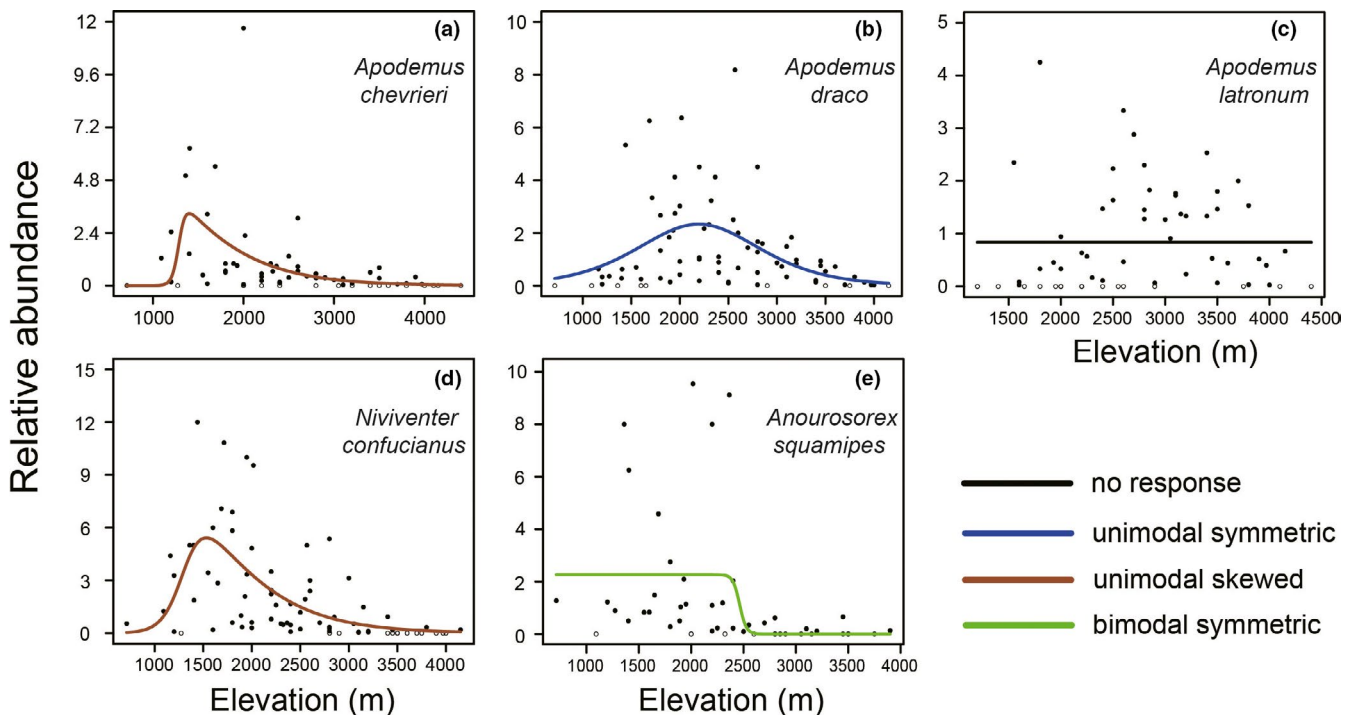 Relative abundance
(a)
Apodemus
chevrieri
12
9.6
7.2
4.8
2.4
0
1000 2000 3000 4000
(b)
Apodemus
draco
10
8
6
4
2
0
1000 1500 2000 2500 3000 3500 4000
(c)
Apodemus
latronum
5
4
3
2
1
0
1500 2000 2500 3000 3500 4000 4500
Elevation (m)
(d)
Niviventer
confucianus
15
12
9
6
3
0
1000 1500 2000 2500 3000 3500 4000
Elevation (m)
(e)
Anourosorex
squamipes
10
8
6
4
2
0
1000 1500 2000 2500 3000 3500 4000
Elevation (m)
no response
unimodal symmetric
unimodal skewed
bimodal symmetric